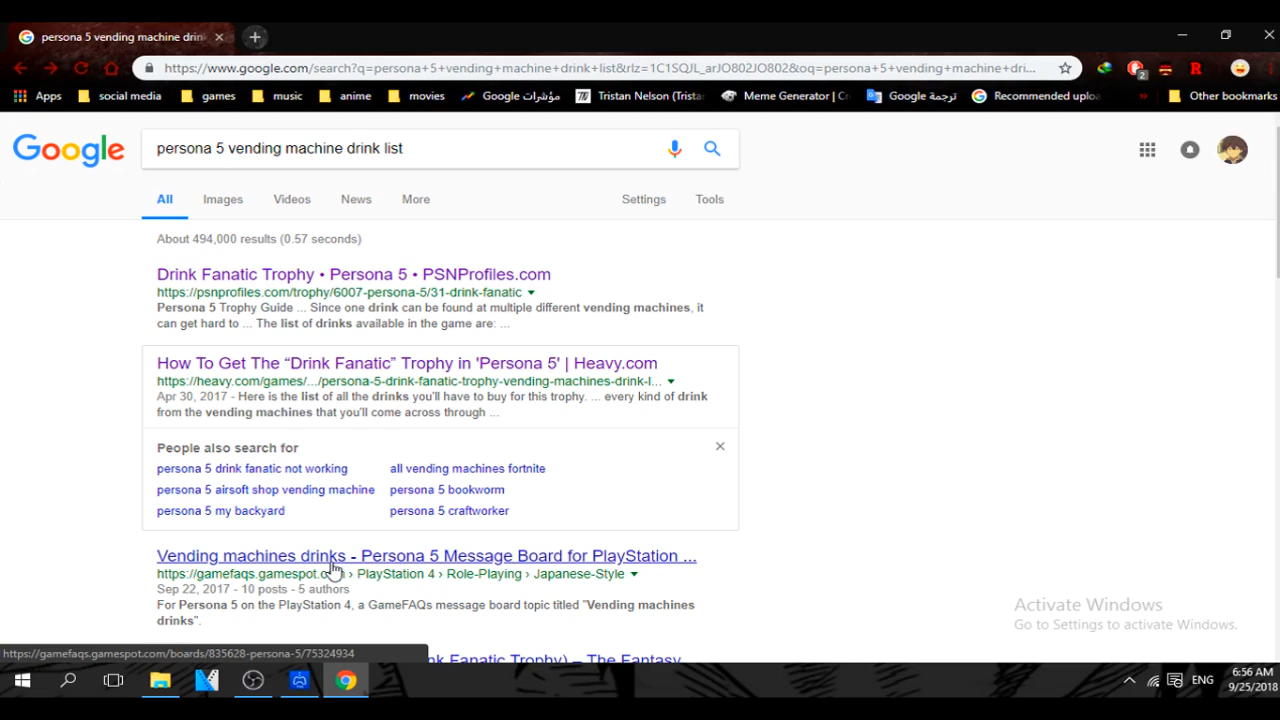 persona 5 vending machine drin
https://www.google.com/search?q=persona+5+vending+machine+drink+list&rlz=1C1SQJL_arJO802JO802&oq=persona+5+vending+machine+dri...
2
Apps social media games music anime movies مؤشرات Google Tristan Nelson (Trista Meme Generator | Cr ترجمة Google Recommended uploa Other bookmarks
Google persona 5 vending machine drink list
All Images Videos News More Settings Tools
About 494,000 results (0.57 seconds)
Drink Fanatic Trophy • Persona 5 • PSNProfiles.com
https://psnprofiles.com/trophy/6007-persona-5/31-drink-fanatic
Persona 5 Trophy Guide ... Since one drink can be found at multiple different vending machines, it
can get hard to ... The list of drinks available in the game are: ...
How To Get The “Drink Fanatic” Trophy in 'Persona 5' | Heavy.com
https://heavy.com/games/.../persona-5-drink-fanatic-trophy-vending-machines-drink-l...
Apr 30, 2017 - Here is the list of all the drinks you'll have to buy for this trophy. ... every kind of drink
from the vending machines that you'll come across through ...
People also search for
persona 5 drink fanatic not working all vending machines fortnite
persona 5 airsoft shop vending machine persona 5 bookworm
persona 5 my backyard persona 5 craftworker
Vending machines drinks - Persona 5 Message Board for PlayStation ...
https://gamefaqs.gamespot.com › PlayStation 4 › Role-Playing › Japanese-Style
Sep 22, 2017 - 10 posts - 5 authors
For Persona 5 on the PlayStation 4, a GameFAQs message board topic titled "Vending machines
drinks".
Activate Windows
Go to Settings to activate Windows.
https://gamefaqs.gamespot.com/boards/835628-persona-5/75324934
nk Fanatic Trophy) – The Fantasy
ENG
6:56 AM
9/25/2018